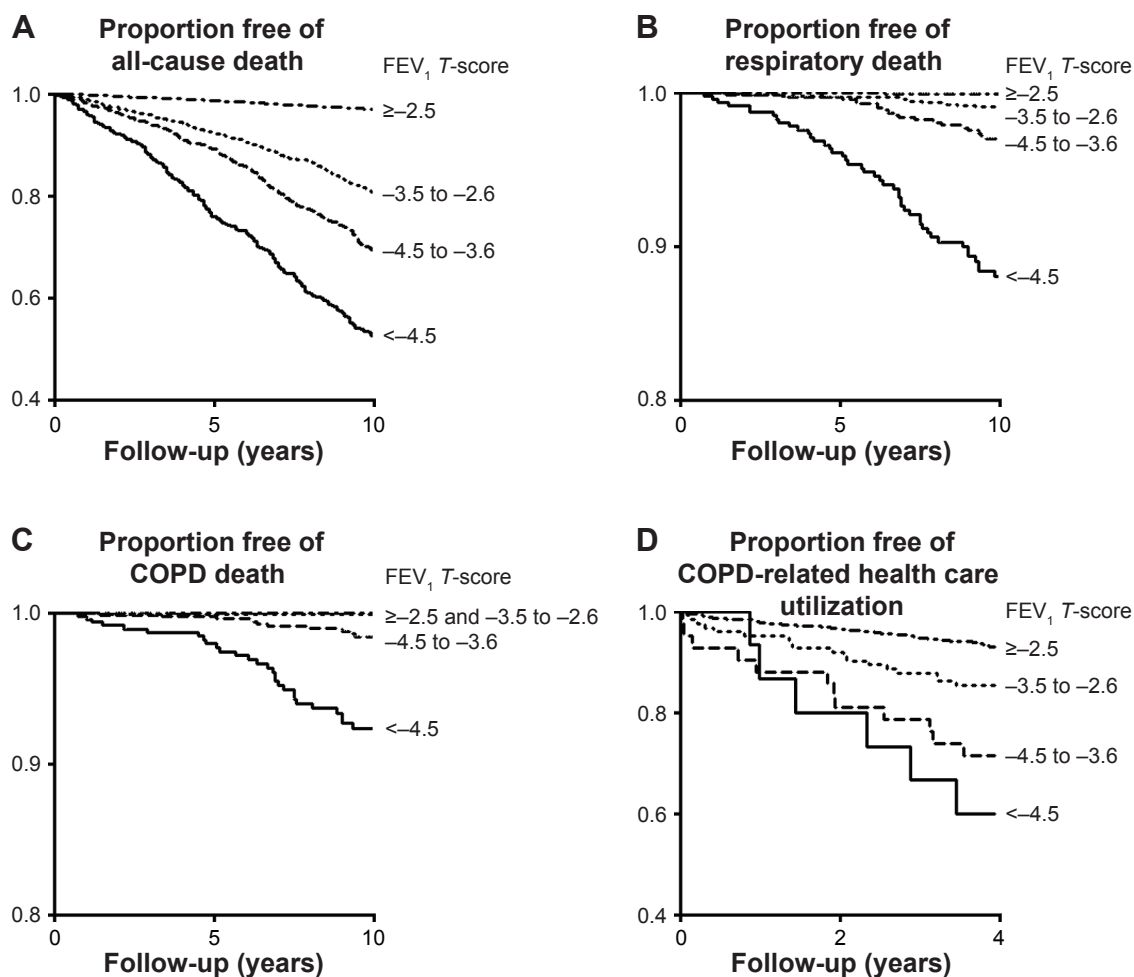 A
Proportion free of
all-cause death
FEV1 T-score
1.0
≥–2.5
–3.5 to –2.6
0.8
–4.5 to –3.6
0.6
<–4.5
0.4
0 5 10
Follow-up (years)
B
Proportion free of
respiratory death
FEV1 T-score
1.0
≥–2.5
–3.5 to –2.6
–4.5 to –3.6
0.9
<–4.5
0.8
0 5 10
Follow-up (years)
C
Proportion free of
COPD death
FEV1 T-score
1.0
≥–2.5 and –3.5 to –2.6
–4.5 to –3.6
<–4.5
0.9
0.8
0 5 10
Follow-up (years)
D
Proportion free of
COPD-related health care
utilization
FEV1 T-score
1.0
≥–2.5
–3.5 to –2.6
0.8
–4.5 to –3.6
0.6
<–4.5
0.4
0 2 4
Follow-up (years)